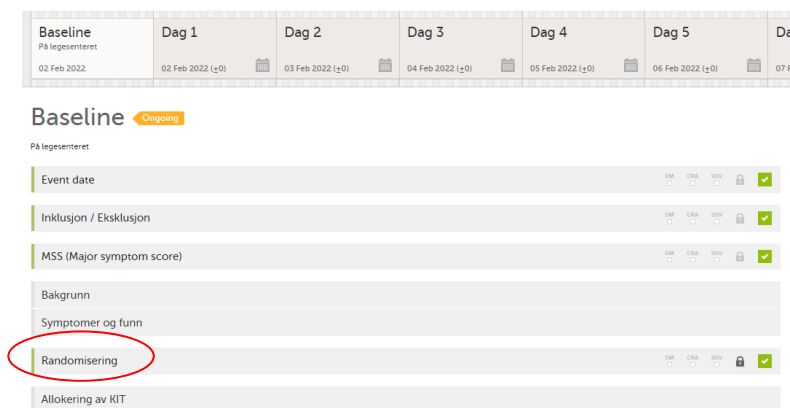 Baseline
På legesenteret
02 Feb 2022
Dag 1
02 Feb 2022 (±0)
Dag 2
03 Feb 2022 (±0)
Dag 3
04 Feb 2022 (±0)
Dag 4
05 Feb 2022 (±0)
Dag 5
06 Feb 2022 (±0)
Da
07 F
Baseline Ongoing
På legesenteret
Event date DM CRA SDV
Inklusjon / Eksklusjon DM CRA SDV
MSS (Major symptom score) DM CRA SDV
Bakgrunn
Symptomer og funn
Randomisering DM CRA SDV
Allokering av KIT